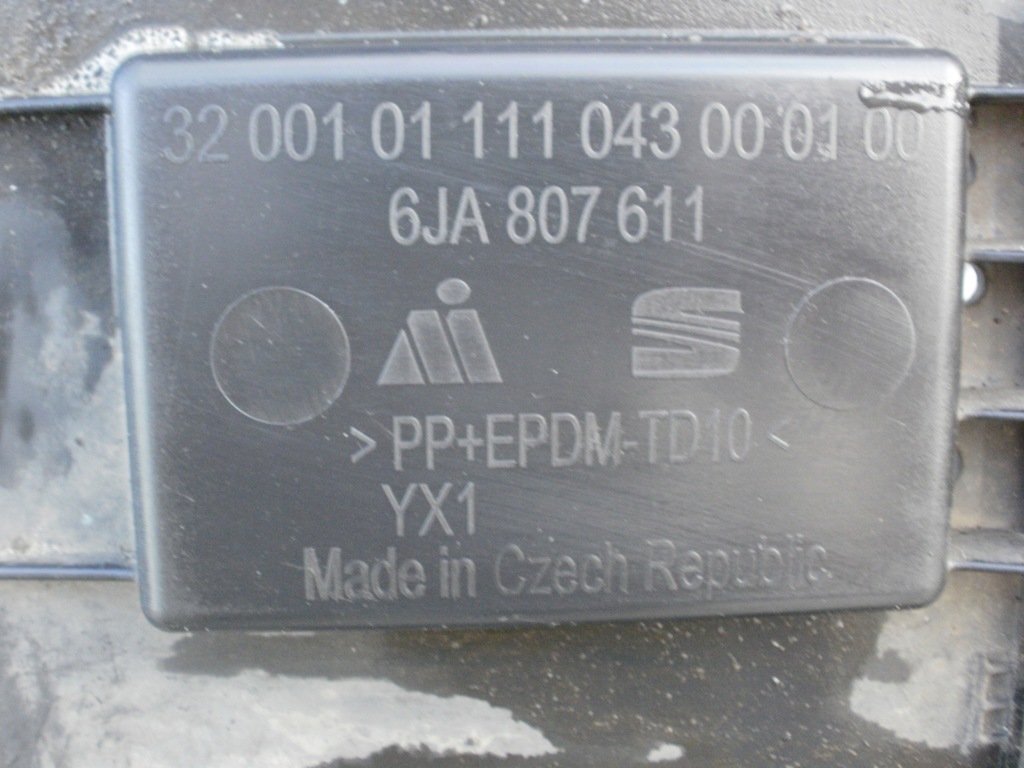 32 001 01 111 043 00 01 00
6JA 807 611
> PP+EPDM-TD10 <
YX1
Made in Czech Republic